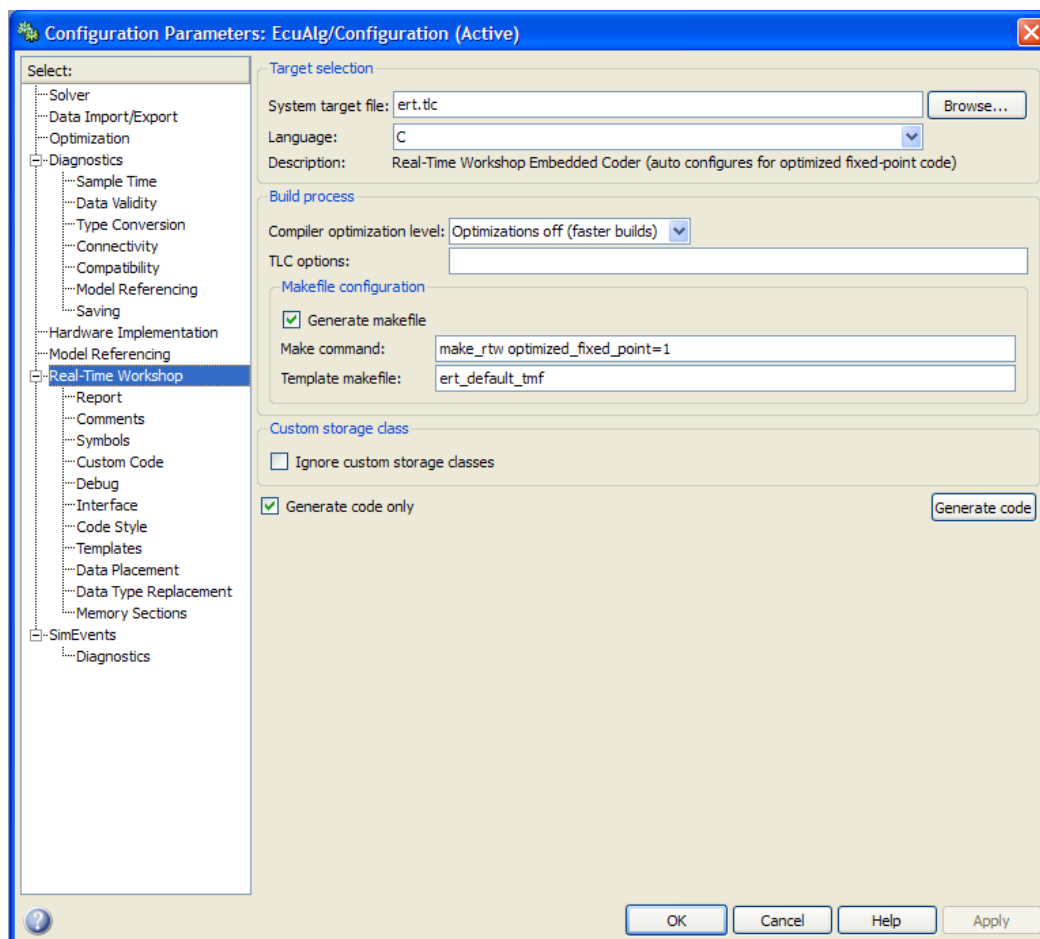 Configuration Parameters: EcuAlg/Configuration (Active)
Select:
Solver
Data Import/Export
Optimization
Diagnostics
Sample Time
Data Validity
Type Conversion
Connectivity
Compatibility
Model Referencing
Saving
Hardware Implementation
Model Referencing
Real-Time Workshop
Report
Comments
Symbols
Custom Code
Debug
Interface
Code Style
Templates
Data Placement
Data Type Replacement
Memory Sections
SimEvents
Diagnostics
Target selection
System target file: ert.tlc Browse...
Language: C
Description: Real-Time Workshop Embedded Coder (auto configures for optimized fixed-point code)
Build process
Compiler optimization level: Optimizations off (faster builds)
TLC options:
Makefile configuration
Generate makefile
Make command: make_rtw optimized_fixed_point=1
Template makefile: ert_default_tmf
Custom storage class
Ignore custom storage classes
Generate code only Generate code
? OK Cancel Help Apply